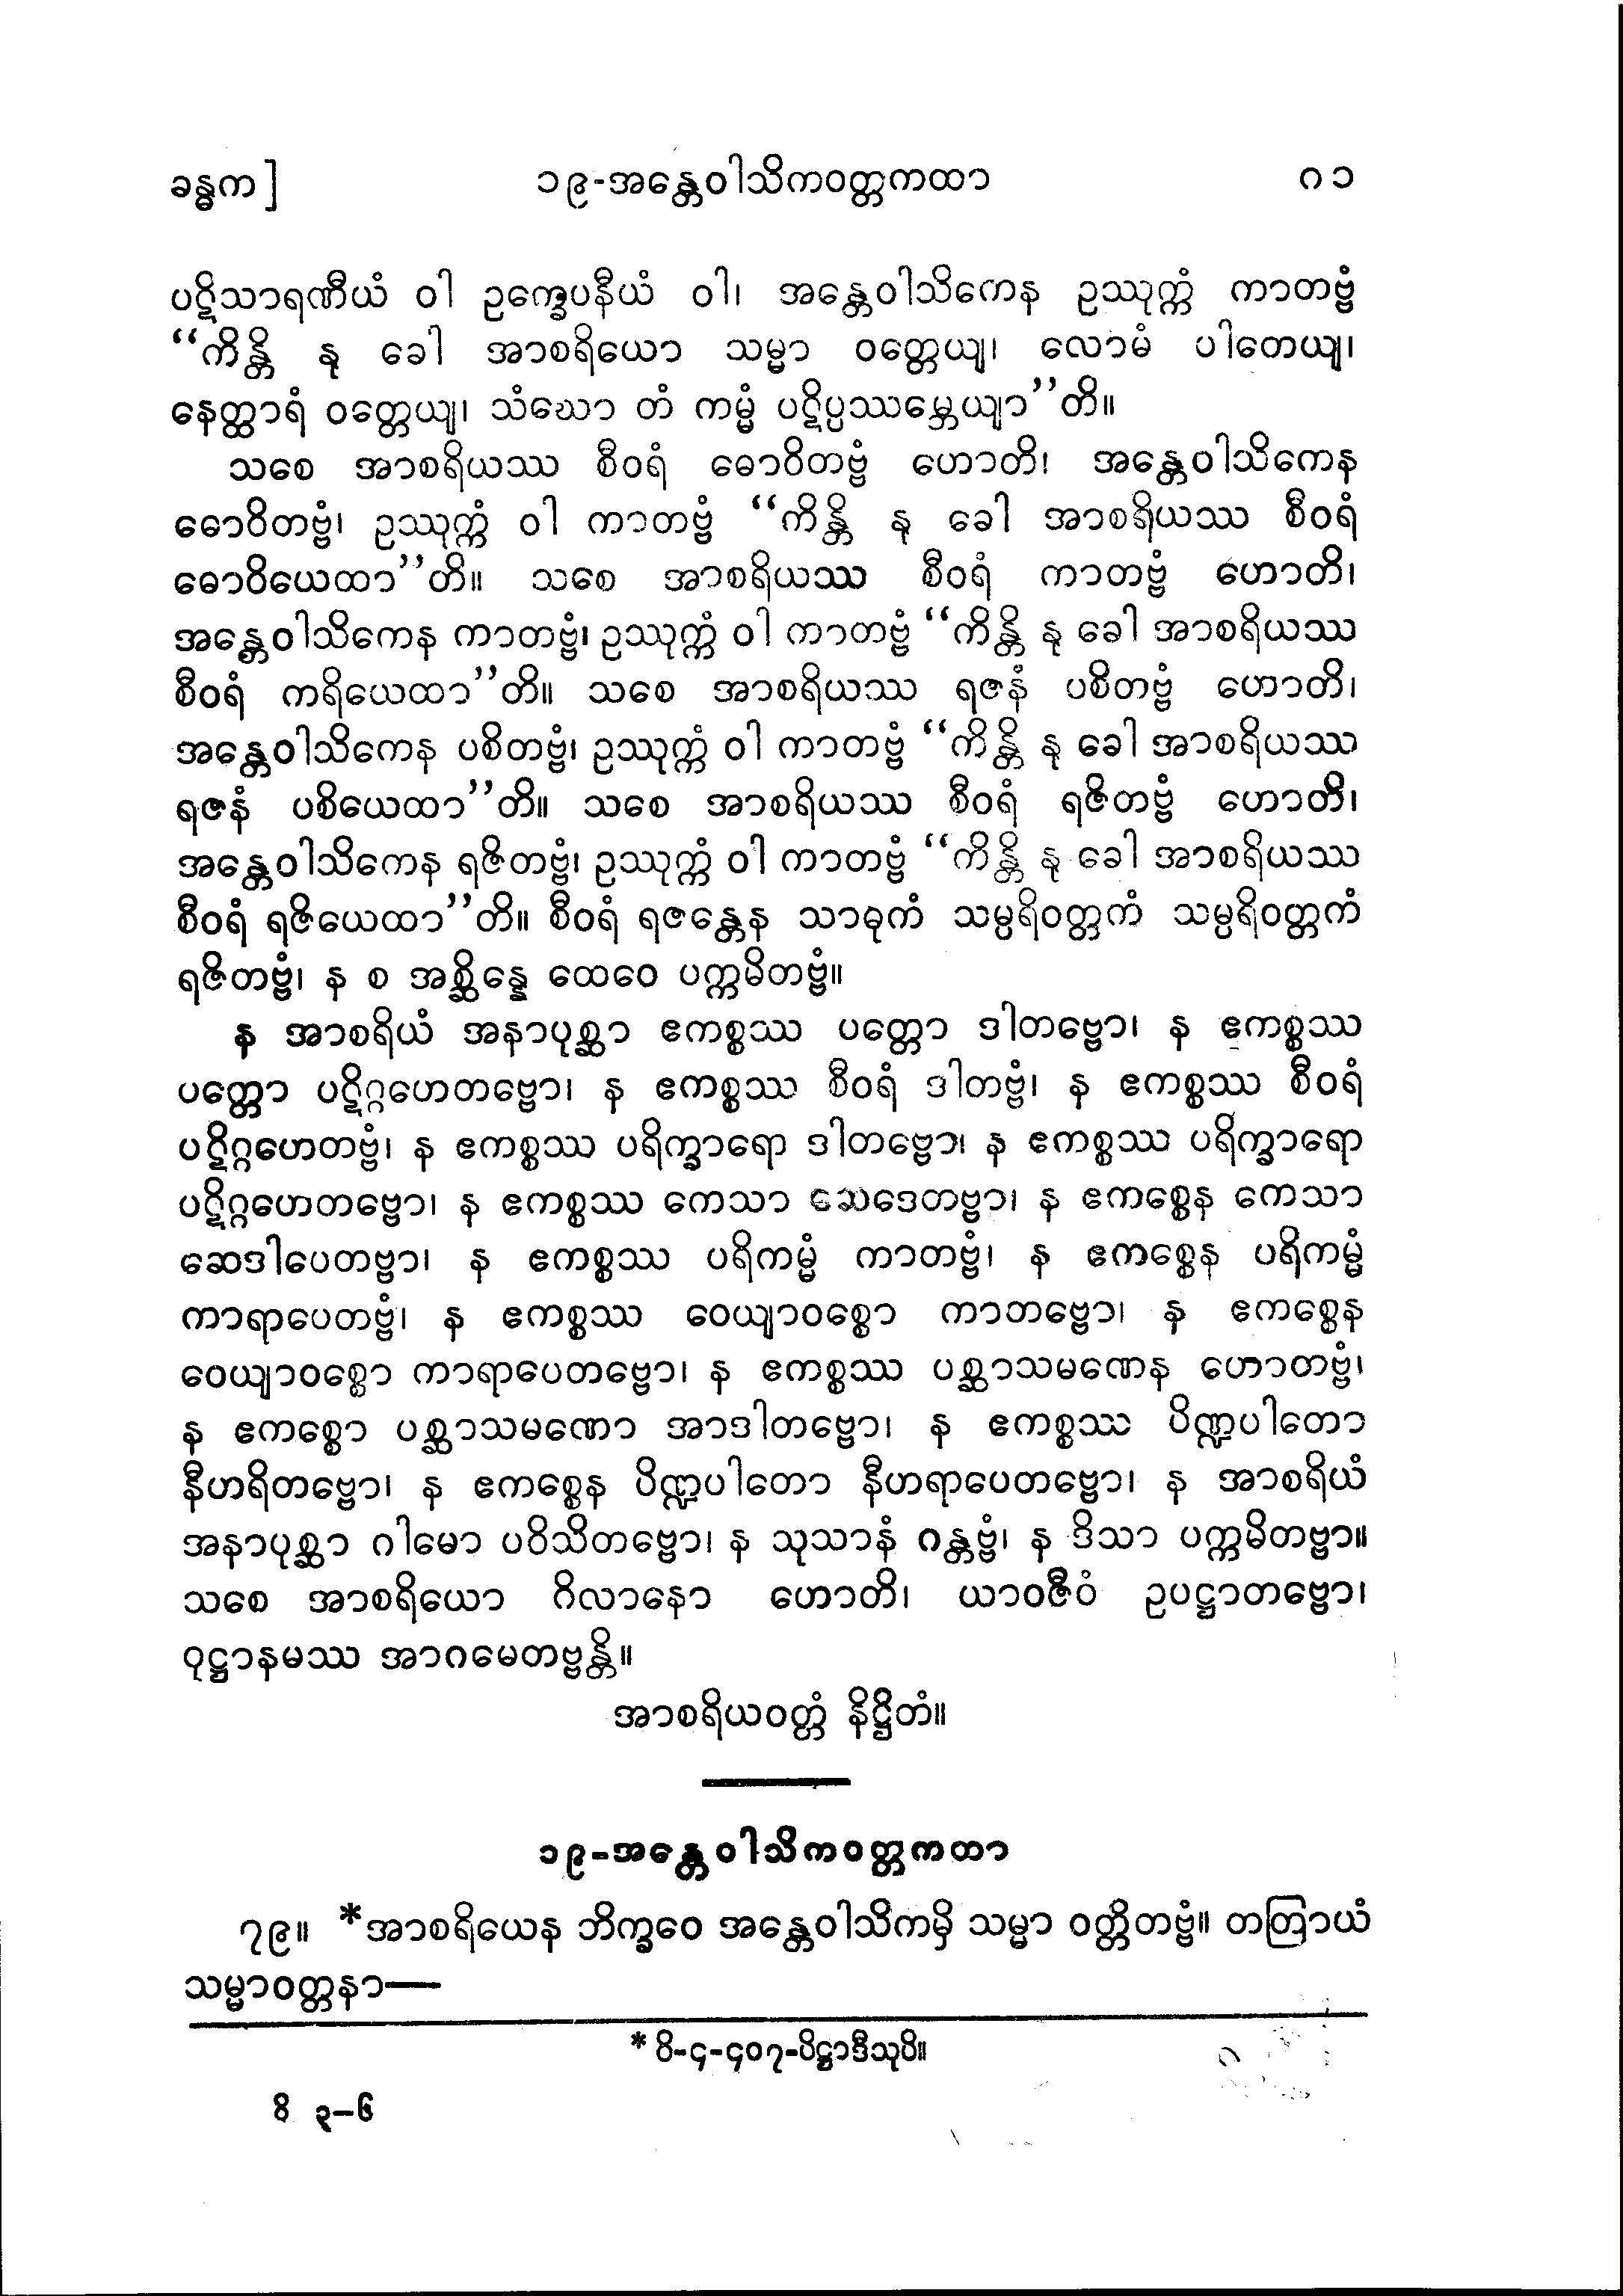 ခန္ဓက]	၁၉-အန္တေဝါသိကဝတ္တကထာ	ဂ၁
ပဋိသာရဏီယံ ဝါ ဥက္ခေပနီယံ ဝါ၊ အန္တေဝါသိကေန ဥဿုက္ကံ ကာတဗ္ဗံ
“ကိန္တိ နု ခေါ အာစရိယော သမ္မာ ဝတ္တေယျ၊ လောမံ ပါတေယျ၊
နေတ္ထာရံ ဝတ္တေယျ၊ သံဃော တံ ကမ္မံ ပဋိပ္ပဿမ္ဘေယျာ”တိ။
သစေ အာစရိယဿ စီဝရံ ဓောဝိတဗ္ဗံ ဟောတိ၊ အန္တေဝါသိကေန
ဓောဝိတဗ္ဗံ၊ ဥဿုက္ကံ ဝါ ကာတဗ္ဗံ “ကိန္တိ နု ခေါ အာစရိယဿ စီဝရံ
ဓောဝိယေထာ”တိ။ သစေ အာစရိယဿ စီဝရံ ကာတဗ္ဗံ ဟောတိ၊
အန္တေဝါသိကေန ကာတဗ္ဗံ၊ ဥဿုက္ကံ ဝါ ကာတဗ္ဗံ “ကိန္တိ နု ခေါ အာစရိယဿ
စီဝရံ ကရိယေထာ”တိ။ သစေ အာစရိယဿ ရဇနံ ပစိတဗ္ဗံ ဟောတိ၊
အန္တေဝါသိကေန ပစိတဗ္ဗံ၊ ဥဿုက္ကံ ဝါ ကာတဗ္ဗံ “ကိန္တိ နု ခေါ အာစရိယဿ
ရဇနံ ပစိယေထာ”တိ။ သစေ အာစရိယဿ စီဝရံ ရဇိတဗ္ဗံ ဟောတိ၊
အန္တေဝါသိကေန ရဇိတဗ္ဗံ၊ ဥဿုက္ကံ ဝါ ကာတဗ္ဗံ “ကိန္တိ နု ခေါ အာစရိယဿ
စီဝရံ ရဇိယေထာ”တိ။ စီဝရံ ရဇန္တေန သာဓုကံ သမ္ပရိဝတ္တကံ သမ္ပရိဝတ္တကံ
ရဇိတဗ္ဗံ၊ န စ အစ္ဆိန္နေ ထေဝေ ပက္ကမိတဗ္ဗံ။
န အာစရိယံ အနာပုစ္ဆာ ဧကစ္စဿ ပတ္တော ဒါတဗ္ဗော၊ န ဧကစ္စဿ
ပတ္တော ပဋိဂ္ဂဟေတဗ္ဗော၊ န ဧကစ္စဿ စီဝရံ ဒါတဗ္ဗံ၊ န ဧကစ္စဿ စီဝရံ
ပဋိဂ္ဂဟေတဗ္ဗံ၊ န ဧကစ္စဿ ပရိက္ခာရော ဒါတဗ္ဗော၊ န ဧကစ္စဿ ပရိက္ခာရော
ပဋိဂ္ဂဟေတဗ္ဗော၊ န ဧကစ္စဿ ကေသာ ဆေဒေတဗ္ဗာ၊ န ဧကစ္စေန ကေသာ
ဆေဒါပေတဗ္ဗာ၊ န ဧကစ္စဿ ပရိကမ္မံ ကာတဗ္ဗံ၊ န ဧကစ္စေန ပရိကမ္မံ
ကာရာပေတဗ္ဗံ၊ န ဧကစ္စဿ ဝေယျာဝစ္စော ကာတဗ္ဗော၊ န ဧကစ္စေန
ဝေယျာဝစ္စော ကာရာပေတဗ္ဗော၊ န ဧကစ္စဿ ပစ္ဆာသမဏေန ဟောတဗ္ဗံ၊
န ဧကစ္စော ပစ္ဆာသမဏော အာဒါတဗ္ဗော၊ န ဧကစ္စဿ ပိဏ္ဍပါတော
နီဟရိတဗ္ဗော၊ န ဧကစ္စေန ပိဏ္ဍပါတော နီဟရာပေတဗ္ဗော၊ န အာစရိယံ
အနာပုစ္ဆာ ဂါမော ပဝိသိတဗ္ဗော၊ န သုသာနံ ဂန္တဗ္ဗံ၊ န ဒိသာ ပက္ကမိတဗ္ဗာ။
သစေ အာစရိယော ဂိလာနော ဟောတိ၊ ယာဝဇီဝံ ဥပဋ္ဌာတဗ္ဗော၊
ဝုဋ္ဌာနမဿ အာဂမေတဗ္ဗန္တိ။
အာစရိယဝတ္တံ နိဋ္ဌိတံ။
၁၉-အန္တေဝါသိကဝတ္တကထာ
၇၉။ *အာစရိယေန ဘိက္ခဝေ အန္တေဝါသိကမှိ သမ္မာ ဝတ္တိတဗ္ဗံ။ တတြာယံ
သမ္မာဝတ္တနာ—
* ဝိ-၄-၄၀၇-ပိဋ္ဌာဒီသုပိ။
ဝိ ၃–၆